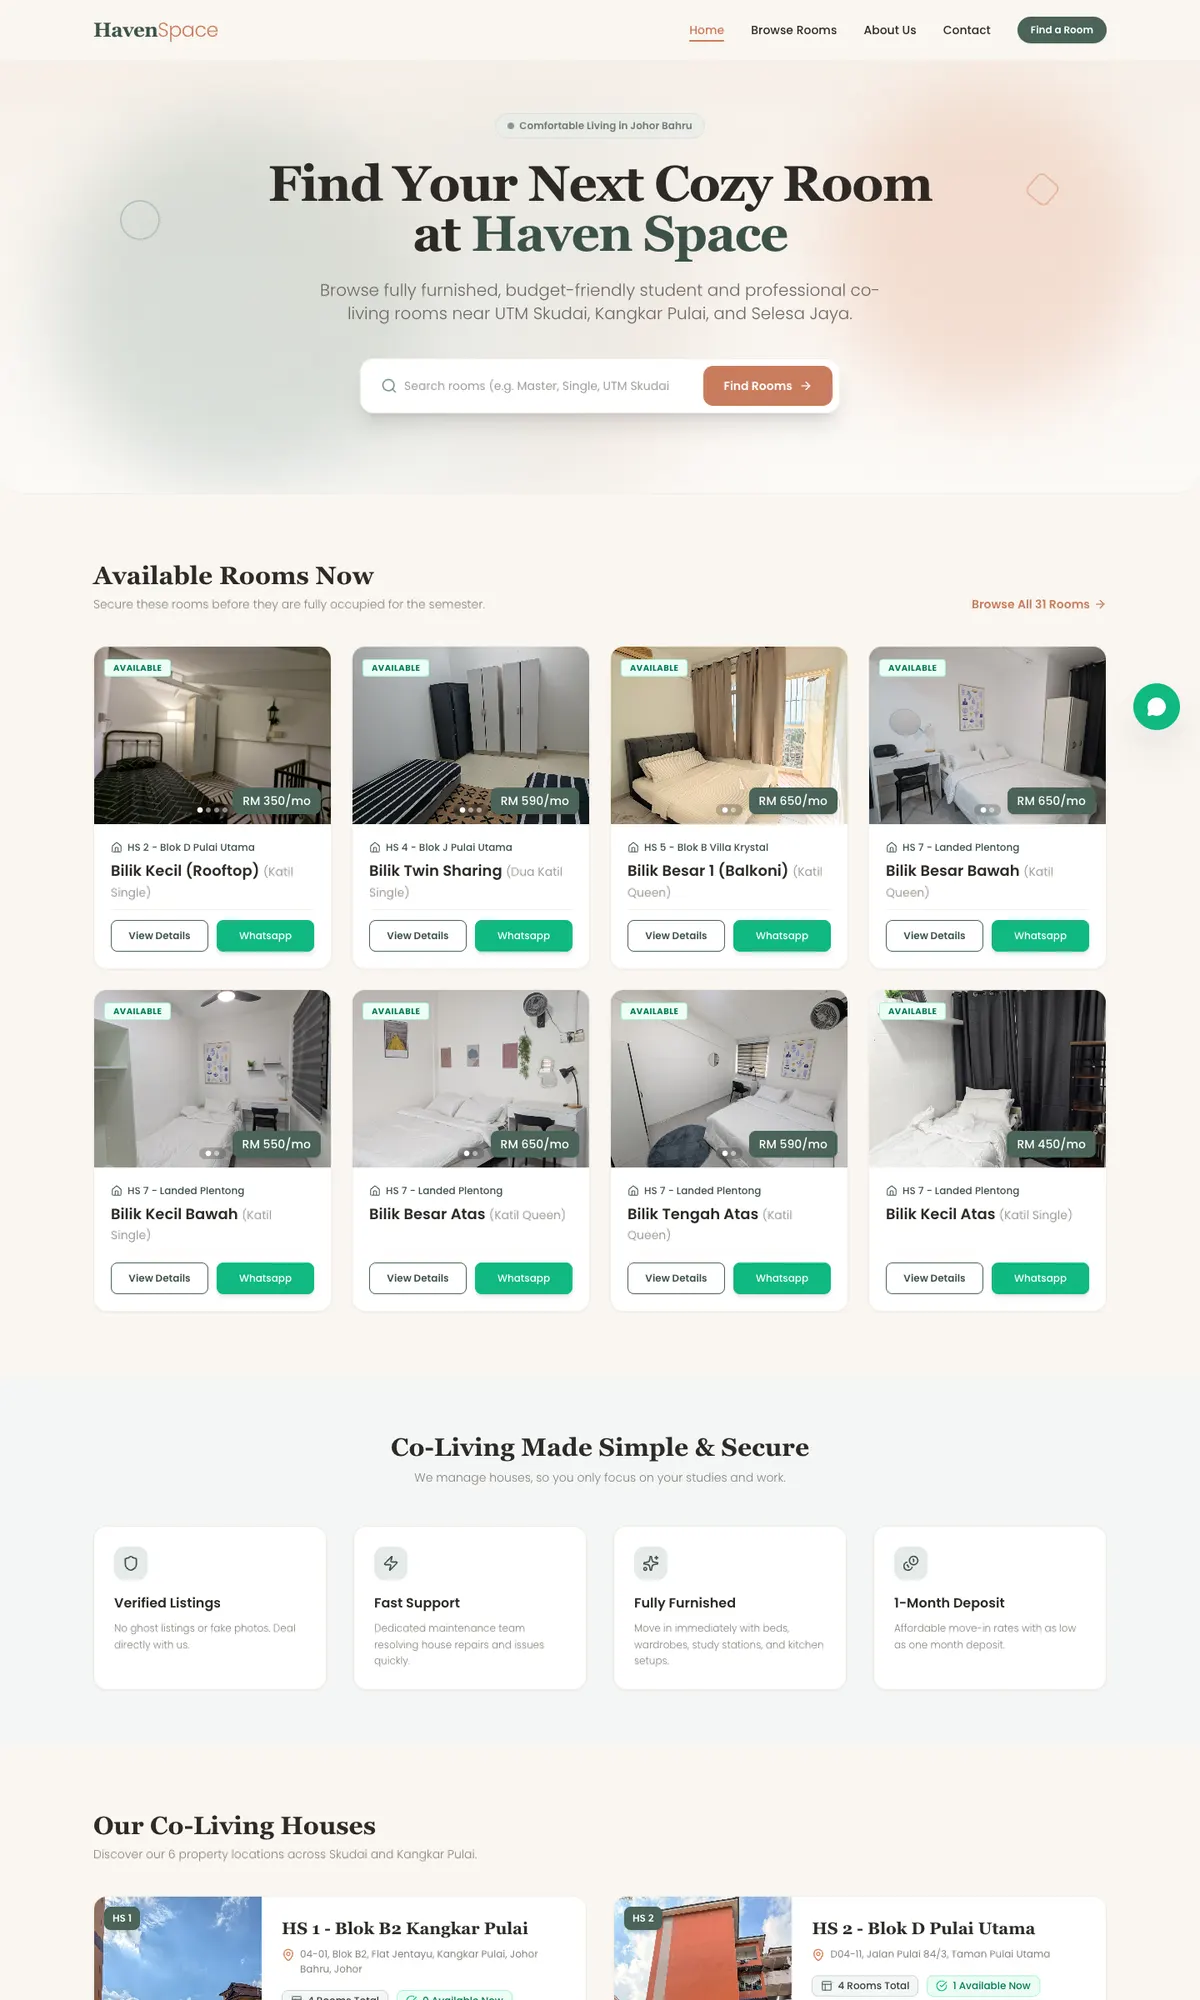 HavenSpace
Home
Browse Rooms
About Us
Contact
Find a Room
Comfortable Living in Johor Bahru
Find Your Next Cozy Room
at Haven Space
Browse fully furnished, budget-friendly student and professional co-
living rooms near UTM Skudai, Kangkar Pulai, and Selesa Jaya.
Search rooms (e.g. Master, Single, UTM Skudai
Find Rooms
Available Rooms Now
Secure these rooms before they are fully occupied for the semester.
Browse All 31 Rooms
AVAILABLE
RM 350/mo
HS 2 - Blok D Pulai Utama
Bilik Kecil (Rooftop) (Katil
Single)
View Details
Whatsapp
AVAILABLE
RM 590/mo
HS 4 - Blok J Pulai Utama
Bilik Twin Sharing (Dua Katil
Single)
View Details
Whatsapp
AVAILABLE
RM 650/mo
HS 5 - Blok B Villa Krystal
Bilik Besar 1 (Balkoni) (Katil
Queen)
View Details
Whatsapp
AVAILABLE
RM 650/mo
HS 7 - Landed Plentong
Bilik Besar Bawah (Katil
Queen)
View Details
Whatsapp
AVAILABLE
RM 550/mo
HS 7 - Landed Plentong
Bilik Kecil Bawah (Katil
Single)
View Details
Whatsapp
AVAILABLE
RM 650/mo
HS 7 - Landed Plentong
Bilik Besar Atas (Katil Queen)
View Details
Whatsapp
AVAILABLE
RM 590/mo
HS 7 - Landed Plentong
Bilik Tengah Atas (Katil
Queen)
View Details
Whatsapp
AVAILABLE
RM 450/mo
HS 7 - Landed Plentong
Bilik Kecil Atas (Katil Single)
View Details
Whatsapp
Co-Living Made Simple & Secure
We manage houses, so you only focus on your studies and work.
Verified Listings
No ghost listings or fake photos. Deal
directly with us.
Fast Support
Dedicated maintenance team
resolving house repairs and issues
quickly.
Fully Furnished
Move in immediately with beds,
wardrobes, study stations, and kitchen
setups.
1-Month Deposit
Affordable move-in rates with as low
as one month deposit.
Our Co-Living Houses
Discover our 6 property locations across Skudai and Kangkar Pulai.
HS 1
HS 1 - Blok B2 Kangkar Pulai
04-01, Blok B2, Flat Jentayu, Kangkar Pulai, Johor
Bahru, Johor
4 Rooms Total
0 Available Now
HS 2
HS 2 - Blok D Pulai Utama
D04-11, Jalan Pulai 84/3, Taman Pulai Utama
4 Rooms Total
1 Available Now